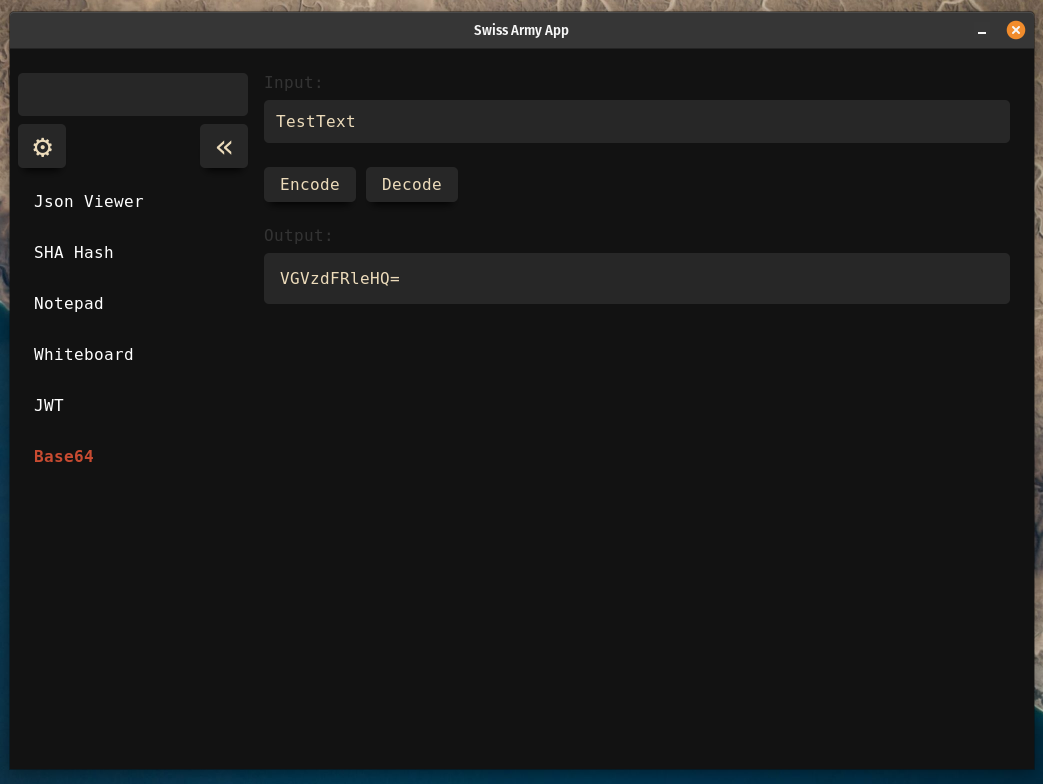 Swiss Army App
«
Json Viewer
SHA Hash
Notepad
Whiteboard
JWT
Base64
Input:
TestText
Encode Decode
Output:
VGVzdFRleHQ=